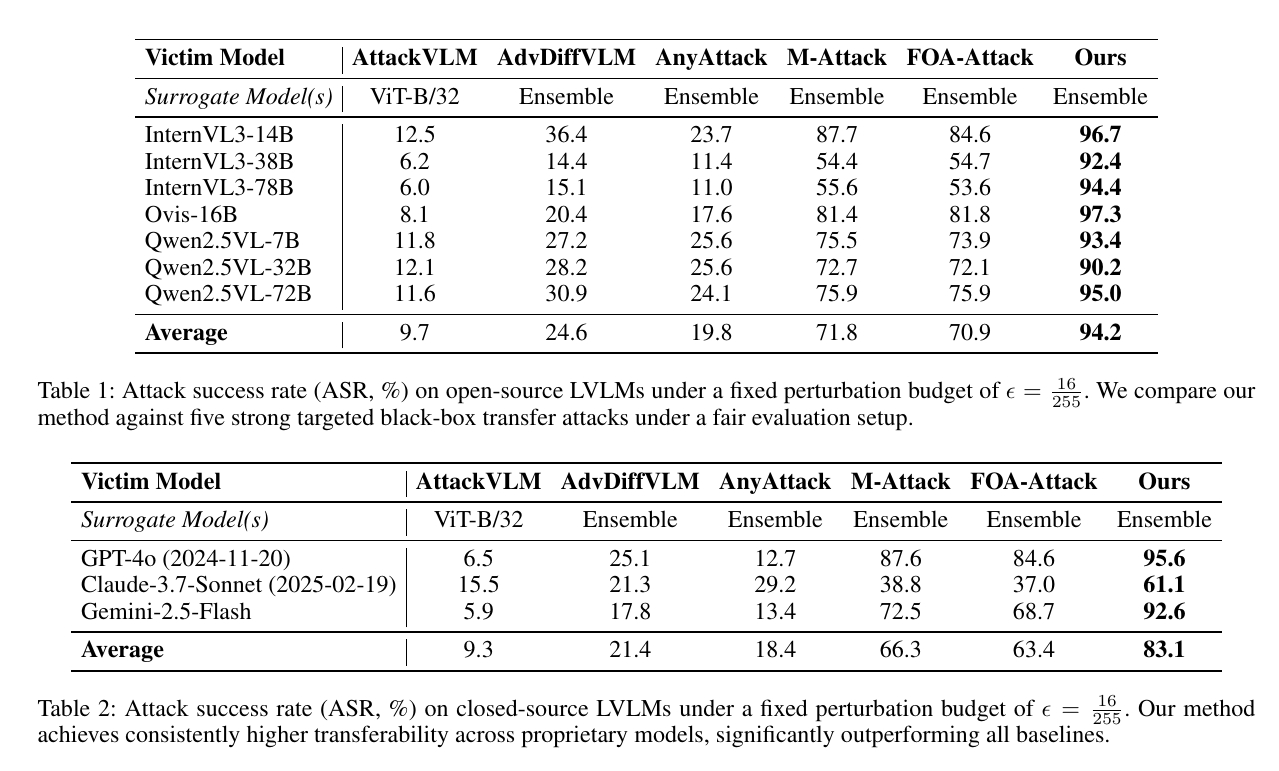 Victim Model AttackVLM AdvDiffVLM AnyAttack M-Attack FOA-Attack Ours
Surrogate Model(s) ViT-B/32 Ensemble Ensemble Ensemble Ensemble Ensemble
InternVL3-14B 12.5 36.4 23.7 87.7 84.6 96.7
InternVL3-38B 6.2 14.4 11.4 54.4 54.7 92.4
InternVL3-78B 6.0 15.1 11.0 55.6 53.6 94.4
Ovis-16B 8.1 20.4 17.6 81.4 81.8 97.3
Qwen2.5VL-7B 11.8 27.2 25.6 75.5 73.9 93.4
Qwen2.5VL-32B 12.1 28.2 25.6 72.7 72.1 90.2
Qwen2.5VL-72B 11.6 30.9 24.1 75.9 75.9 95.0
Average 9.7 24.6 19.8 71.8 70.9 94.2
Table 1: Attack success rate (ASR, %) on open-source LVLMs under a fixed perturbation budget of ϵ = 16/255. We compare our
method against five strong targeted black-box transfer attacks under a fair evaluation setup.
Victim Model AttackVLM AdvDiffVLM AnyAttack M-Attack FOA-Attack Ours
Surrogate Model(s) ViT-B/32 Ensemble Ensemble Ensemble Ensemble Ensemble
GPT-4o (2024-11-20) 6.5 25.1 12.7 87.6 84.6 95.6
Claude-3.7-Sonnet (2025-02-19) 15.5 21.3 29.2 38.8 37.0 61.1
Gemini-2.5-Flash 5.9 17.8 13.4 72.5 68.7 92.6
Average 9.3 21.4 18.4 66.3 63.4 83.1
Table 2: Attack success rate (ASR, %) on closed-source LVLMs under a fixed perturbation budget of ϵ = 16/255. Our method
achieves consistently higher transferability across proprietary models, significantly outperforming all baselines.